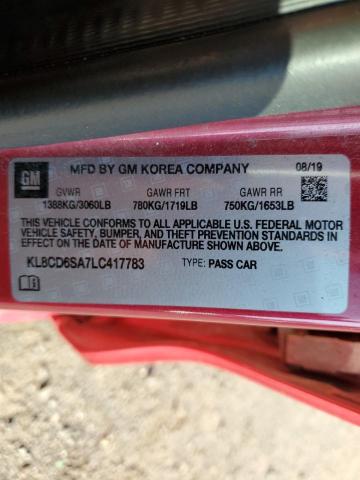 GM
MFD BY GM KOREA COMPANY 08/19
GVWR GAWR FRT GAWR RR
1388KG/3060LB 780KG/1719LB 750KG/1653LB
THIS VEHICLE CONFORMS TO ALL APPLICABLE U.S. FEDERAL MOTOR
VEHICLE SAFETY, BUMPER, AND THEFT PREVENTION STANDARDS IN
EFFECT ON THE DATE OF MANUFACTURE SHOWN ABOVE.
KL8CD6SA7LC417783 TYPE: PASS CAR